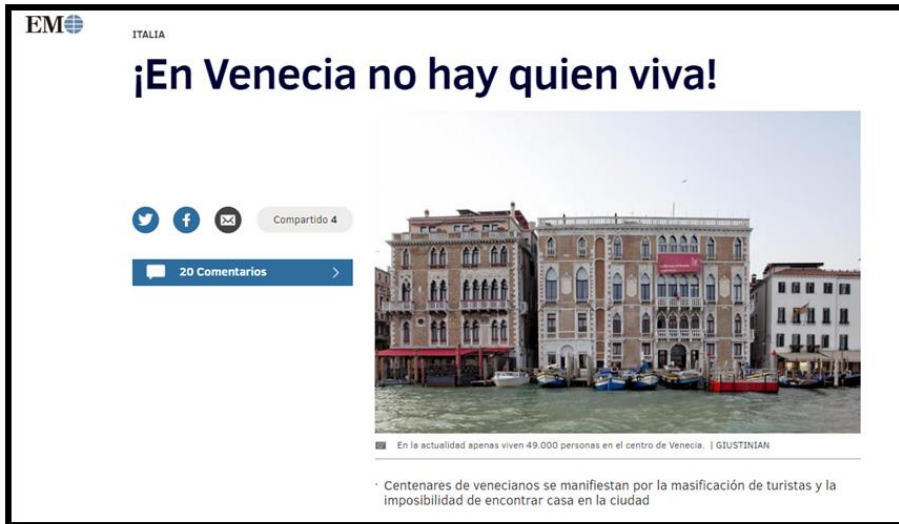 EM
ITALIA
¡En Venecia no hay quien viva!
Compartido 4
20 Comentarios
En la actualidad apenas viven 49.000 personas en el centro de Venecia. | GIUSTINIAN
· Centenares de venecianos se manifiestan por la masificación de turistas y la
imposibilidad de encontrar casa en la ciudad